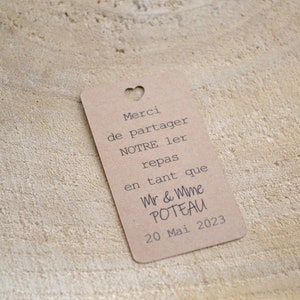 Merci
de partager
NOTRE 1er
repas
en tant que
Mr & Mme
POTEAU
20 Mai 2023